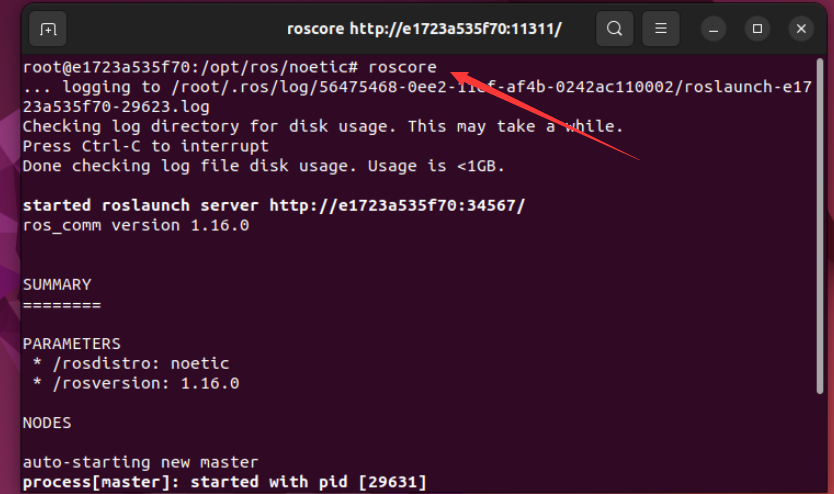 roscore http://e1723a535f70:11311/
root@e1723a535f70:/opt/ros/noetic# roscore
... logging to /root/.ros/log/56475468-0ee2-11ef-af4b-0242ac110002/roslaunch-e17
23a535f70-29623.log
Checking log directory for disk usage. This may take a while.
Press Ctrl-C to interrupt
Done checking log file disk usage. Usage is <1GB.
started roslaunch server http://e1723a535f70:34567/
ros_comm version 1.16.0
SUMMARY
========
PARAMETERS
* /rosdistro: noetic
* /rosversion: 1.16.0
NODES
auto-starting new master
process[master]: started with pid [29631]